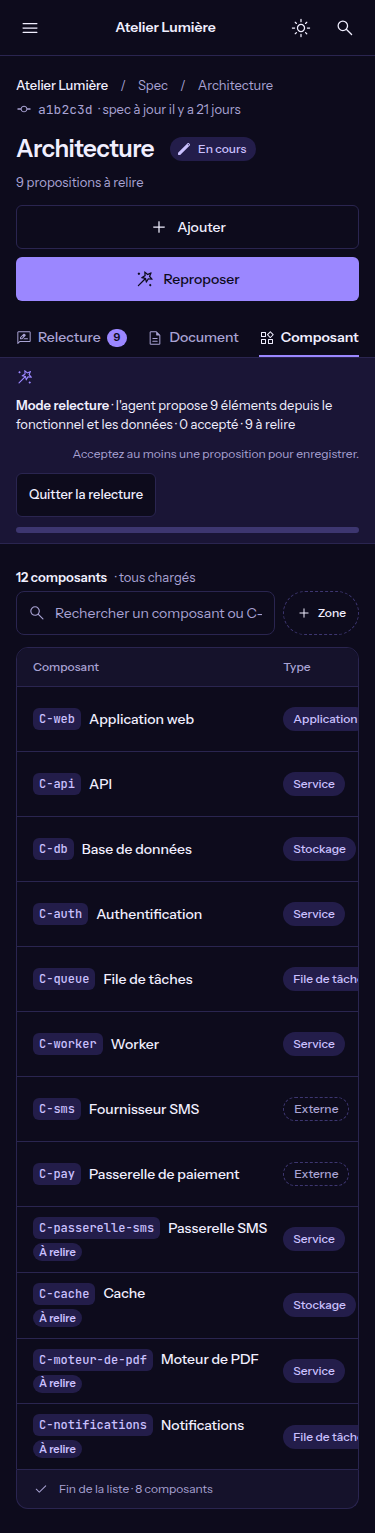 Atelier Lumière
Atelier Lumière / Spec / Architecture
a1b2c3d · spec à jour il y a 21 jours
Architecture En cours
9 propositions à relire
Ajouter
Reproposer
Relecture 9 Document Composant
Mode relecture · l'agent propose 9 éléments depuis le
fonctionnel et les données · 0 accepté · 9 à relire
Acceptez au moins une proposition pour enregistrer.
Quitter la relecture
12 composants · tous chargés
Rechercher un composant ou C- Zone
Composant Type
C-web Application web Application
C-api API Service
C-db Base de données Stockage
C-auth Authentification Service
C-queue File de tâches File de tâch
C-worker Worker Service
C-sms Fournisseur SMS Externe
C-pay Passerelle de paiement Externe
C-passerelle-sms Passerelle SMS Service
À relire
C-cache Cache Stockage
À relire
C-moteur-de-pdf Moteur de PDF Service
À relire
C-notifications Notifications File de tâch
À relire
Fin de la liste · 8 composants